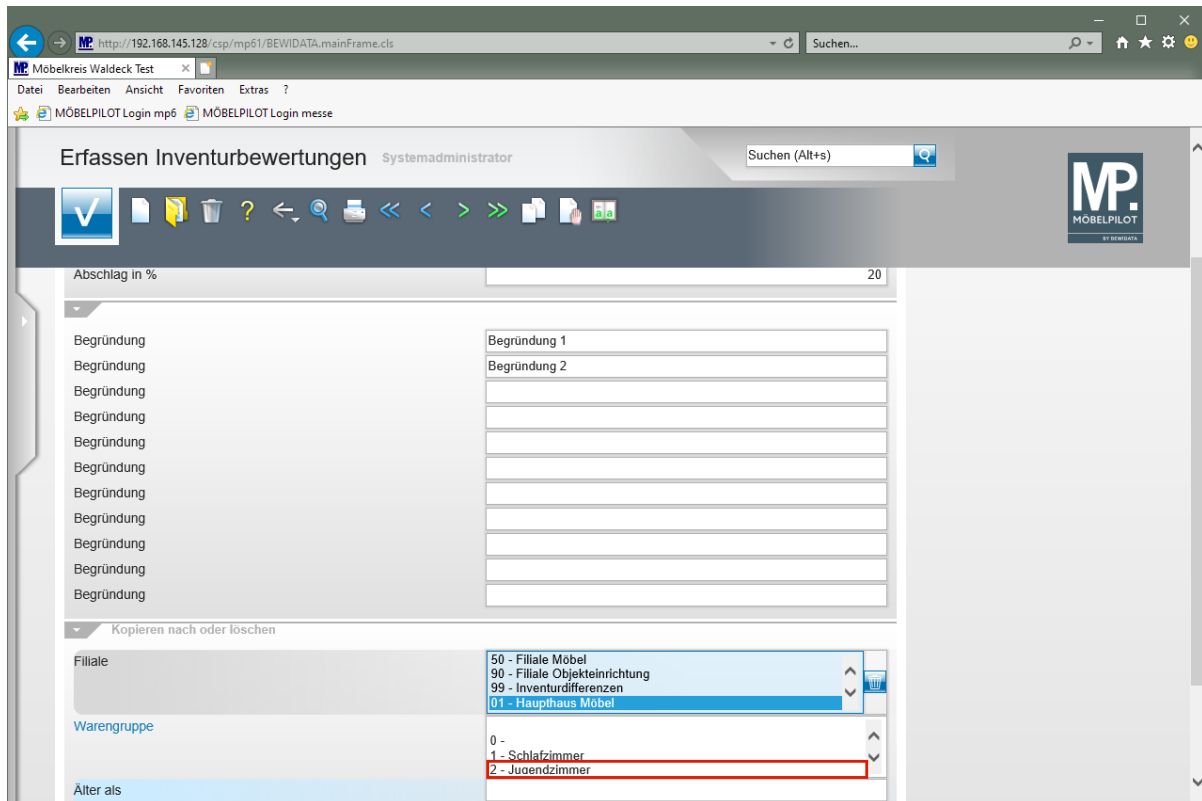 http://192.168.145.128/csp/mp61/BEWIDATA.mainFrame.cls
Suchen...
Möbelkreis Waldeck Test
Datei Bearbeiten Ansicht Favoriten Extras ?
MÖBELPILOT Login mp6 MÖBELPILOT Login messe
Erfassen Inventurbewertungen Systemadministrator
Suchen (Alt+s)
MP.
MÖBELPILOT
BY BEWIDATA
Abschlag in % 20
Begründung Begründung 1
Begründung Begründung 2
Begründung
Begründung
Begründung
Begründung
Begründung
Begründung
Begründung
Begründung
Begründung
Kopieren nach oder löschen
Filiale
50 - Filiale Möbel
90 - Filiale Objekteinrichtung
99 - Inventurdifferenzen
01 - Haupthaus Möbel
Warengruppe
0 -
1 - Schlafzimmer
2 - Jugendzimmer
Älter als